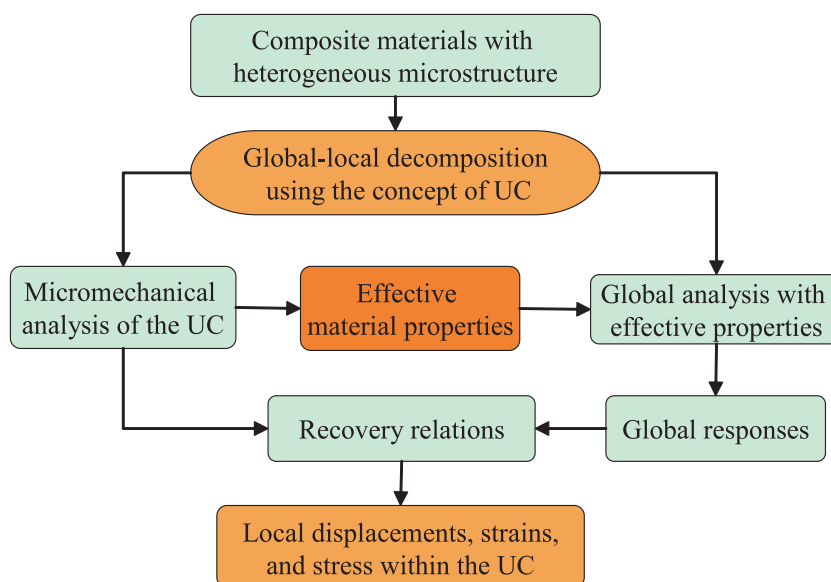 Composite materials with
heterogeneous microstructure
Global-local decomposition
using the concept of UC
Micromechanical
analysis of the UC
Effective
material properties
Global analysis with
effective properties
Recovery relations
Global responses
Local displacements, strains,
and stress within the UC